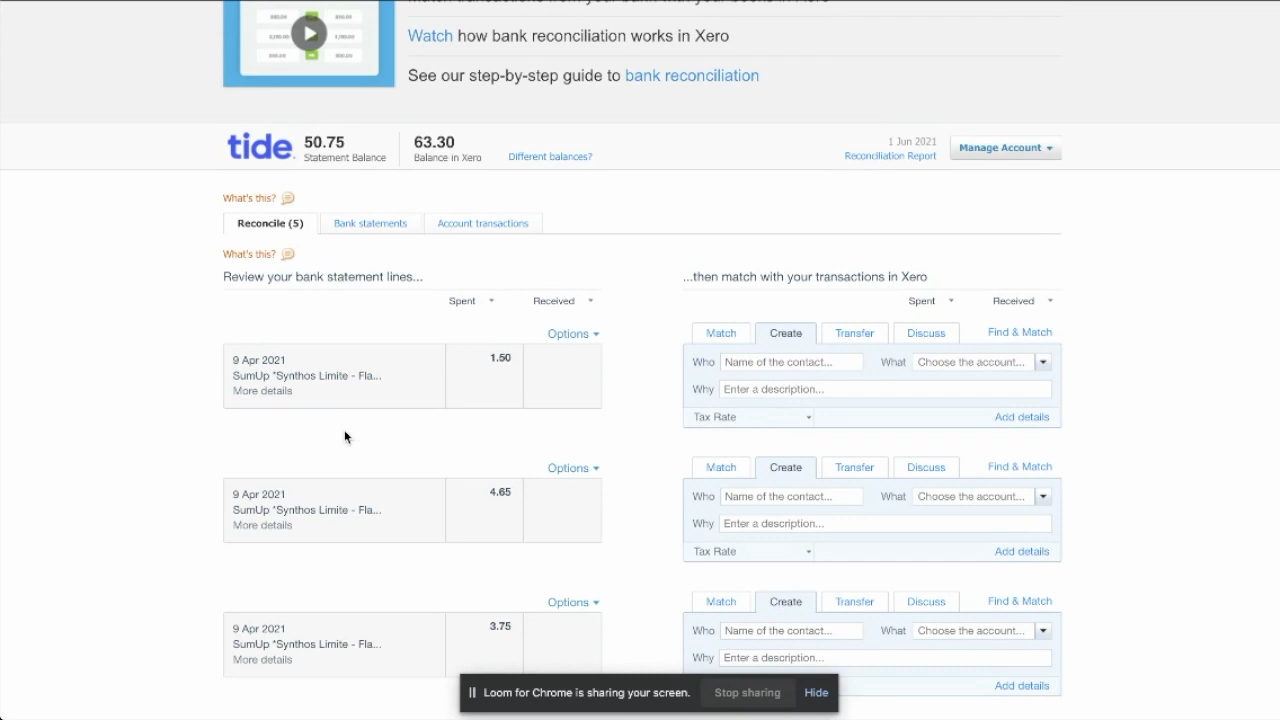 Watch how bank reconciliation works in Xero
See our step-by-step guide to bank reconciliation
tide 50.75 63.30 1 Jun 2021 Manage Account
Statement Balance Balance in Xero Different balances? Reconciliation Report
What's this?
Reconcile (5) Bank statements Account transactions
What's this?
Review your bank statement lines... ...then match with your transactions in Xero
Spent Received Spent Received
Options Match Create Transfer Discuss Find & Match
9 Apr 2021 1.50 Who Name of the contact... What Choose the account...
SumUp *Synthos Limite - Fla...
More details Why Enter a description...
Tax Rate Add details
Options Match Create Transfer Discuss Find & Match
9 Apr 2021 4.65 Who Name of the contact... What Choose the account...
SumUp *Synthos Limite - Fla...
More details Why Enter a description...
Tax Rate Add details
Options Match Create Transfer Discuss Find & Match
9 Apr 2021 3.75 Who Name of the contact... What Choose the account...
SumUp *Synthos Limite - Fla...
More details Why Enter a description...
Add details
Loom for Chrome is sharing your screen. Stop sharing Hide